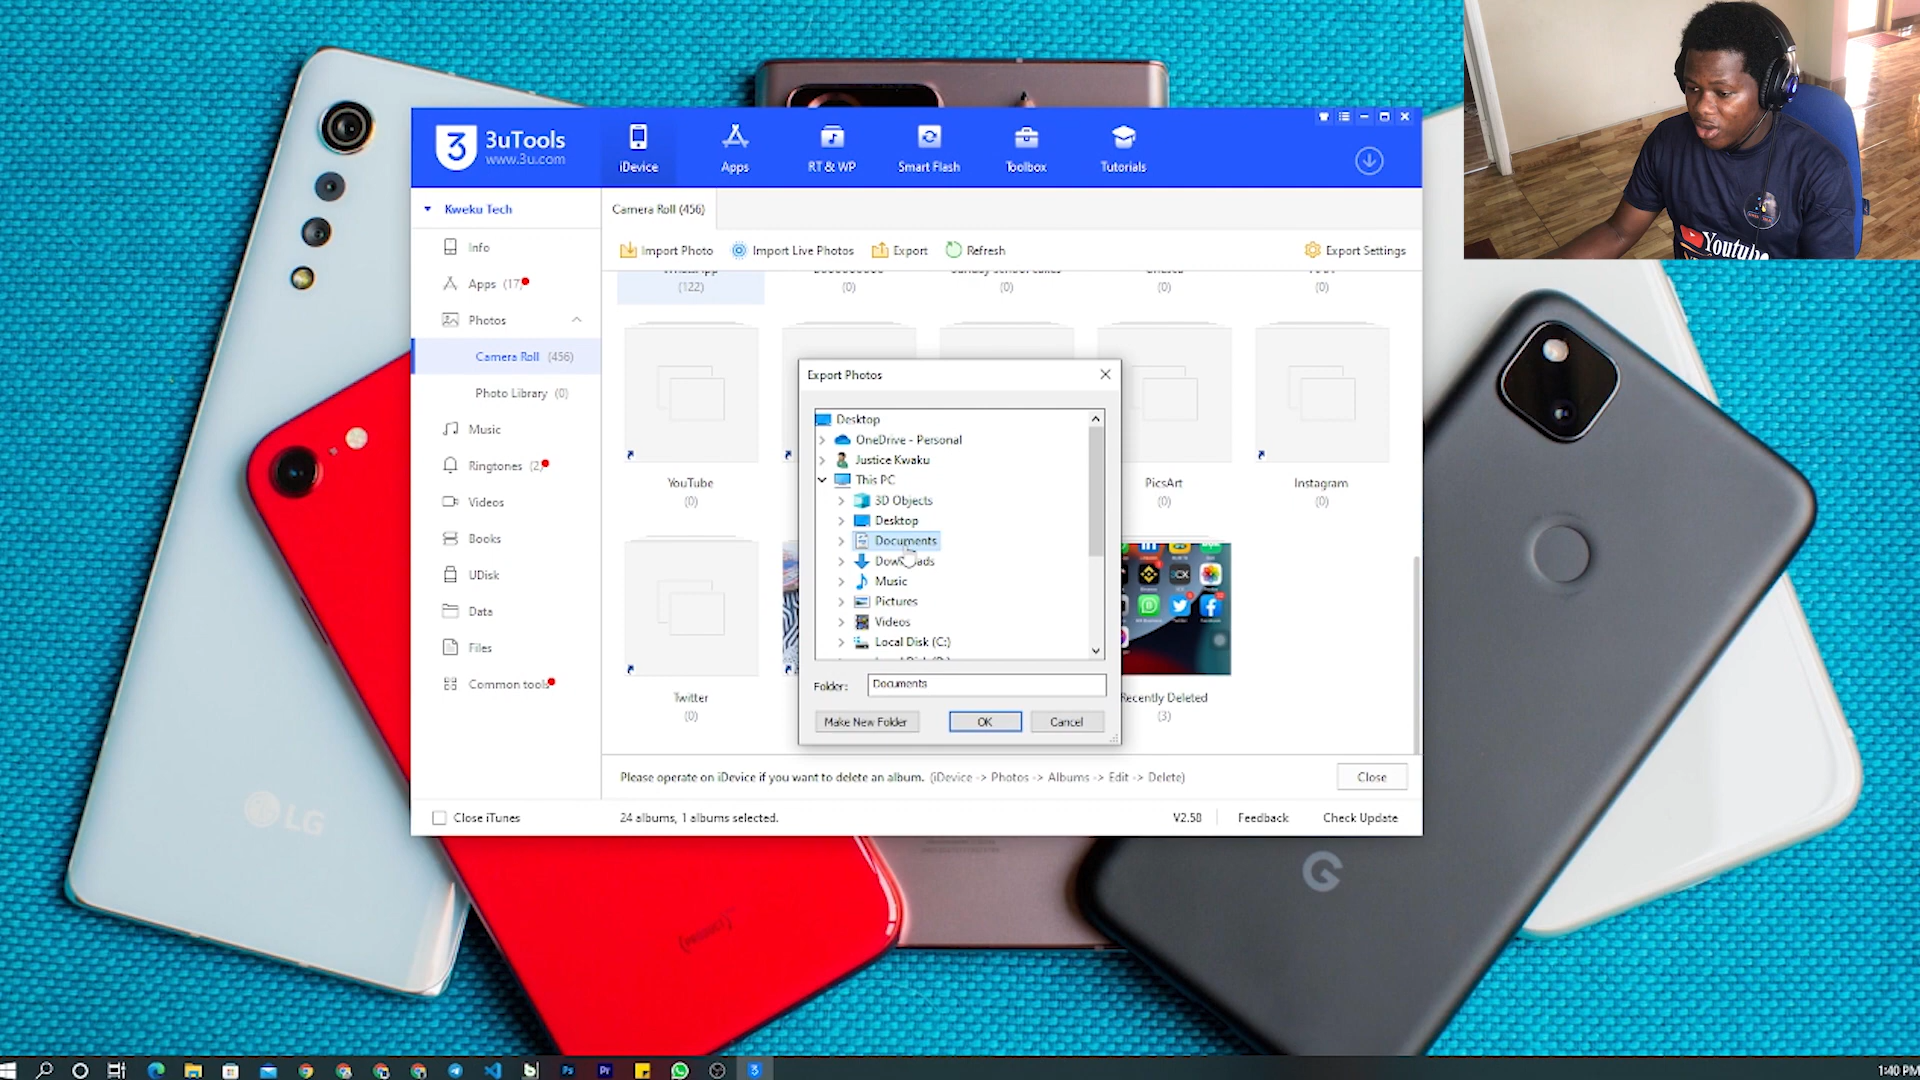 3 3uTools
www.3u.com
iDevice
Apps
RT & WP
Smart Flash
Toolbox
Tutorials
Kweku Tech
Camera Roll (456)
Info
Import Photo
Import Live Photos
Export
Refresh
Export Settings
Apps (17)
(122)
(0)
(0)
(0)
(0)
Photos
Camera Roll (456)
Photo Library (0)
Music
Ringtones (2)
Videos
Books
UDisk
Data
Files
Common tools
YouTube
(0)
PicsArt
(0)
Instagram
(0)
Twitter
(0)
Recently Deleted
(3)
Export Photos
Desktop
OneDrive - Personal
Justice Kwaku
This PC
3D Objects
Desktop
Documents
Downloads
Music
Pictures
Videos
Local Disk (C:)
Folder: Documents
Make New Folder
OK
Cancel
Please operate on iDevice if you want to delete an album. (iDevice -> Photos -> Albums -> Edit -> Delete)
Close
Close iTunes
24 albums, 1 albums selected.
V2.58
Feedback
Check Update
LG
G
Youtube
1:40 PM